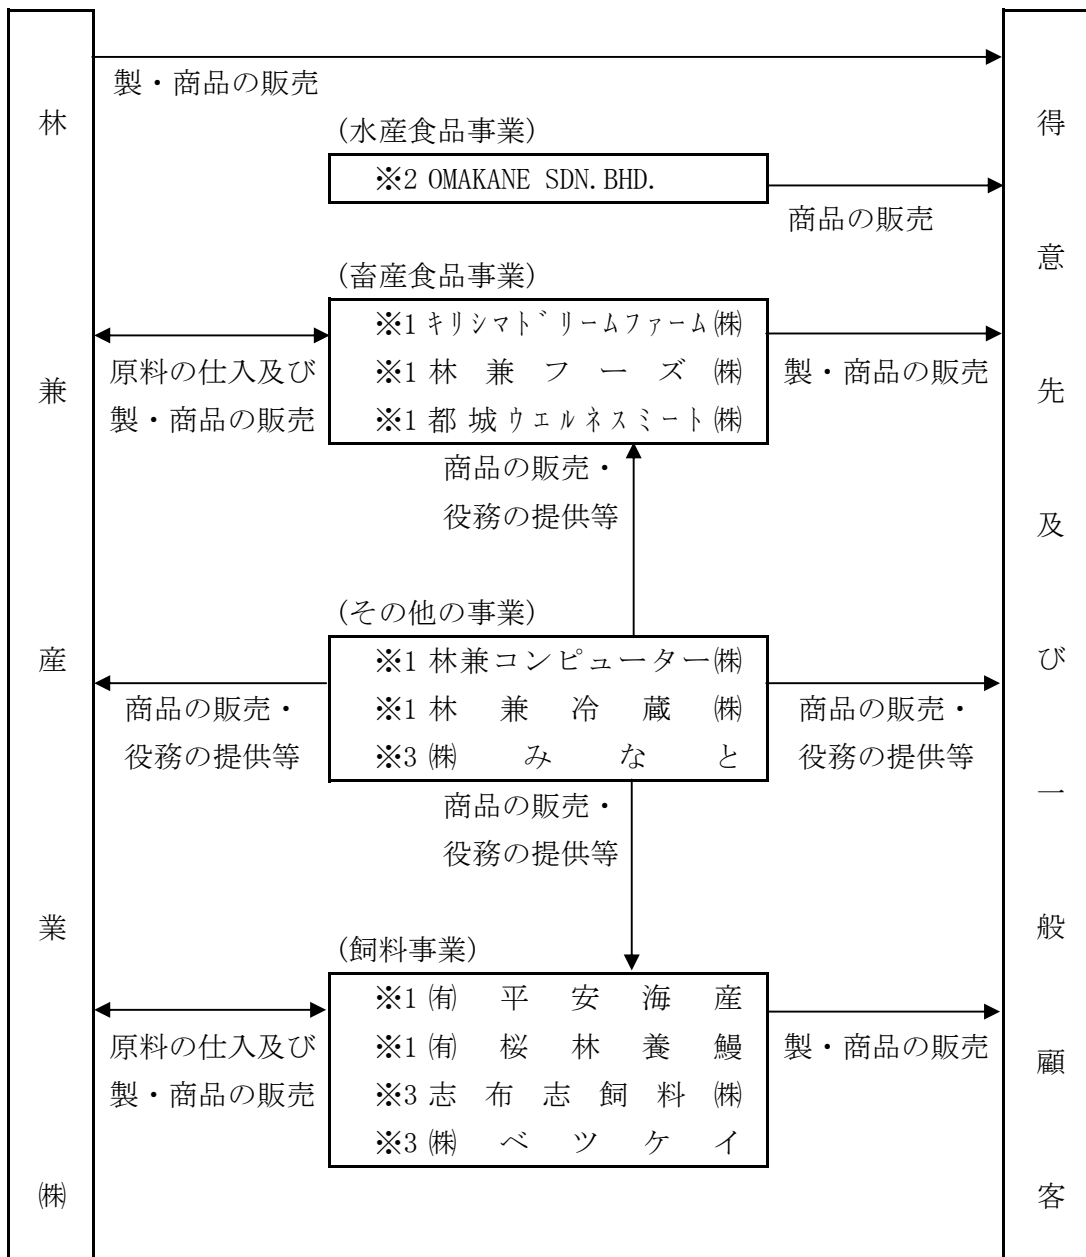 林兼産業㈱
製・商品の販売
(水産食品事業)
※2 OMAKANE SDN.BHD.
商品の販売
(畜産食品事業)
※1 ｷﾘｼﾏﾄﾞﾘｰﾑﾌｧｰﾑ㈱
※1 林兼フーズ㈱
※1 都城ｳｴﾙﾈｽﾐｰﾄ㈱
原料の仕入及び
製・商品の販売
製・商品の販売
商品の販売・
役務の提供等
(その他の事業)
※1 林兼コンピューター㈱
※1 林兼冷蔵㈱
※3 ㈱みなと
商品の販売・
役務の提供等
商品の販売・
役務の提供等
商品の販売・
役務の提供等
(飼料事業)
※1 ㈲平安海産
※1 ㈲桜林養鰻
※3 志布志飼料㈱
※3 ㈱ベツケイ
原料の仕入及び
製・商品の販売
製・商品の販売
得意先及び一般顧客